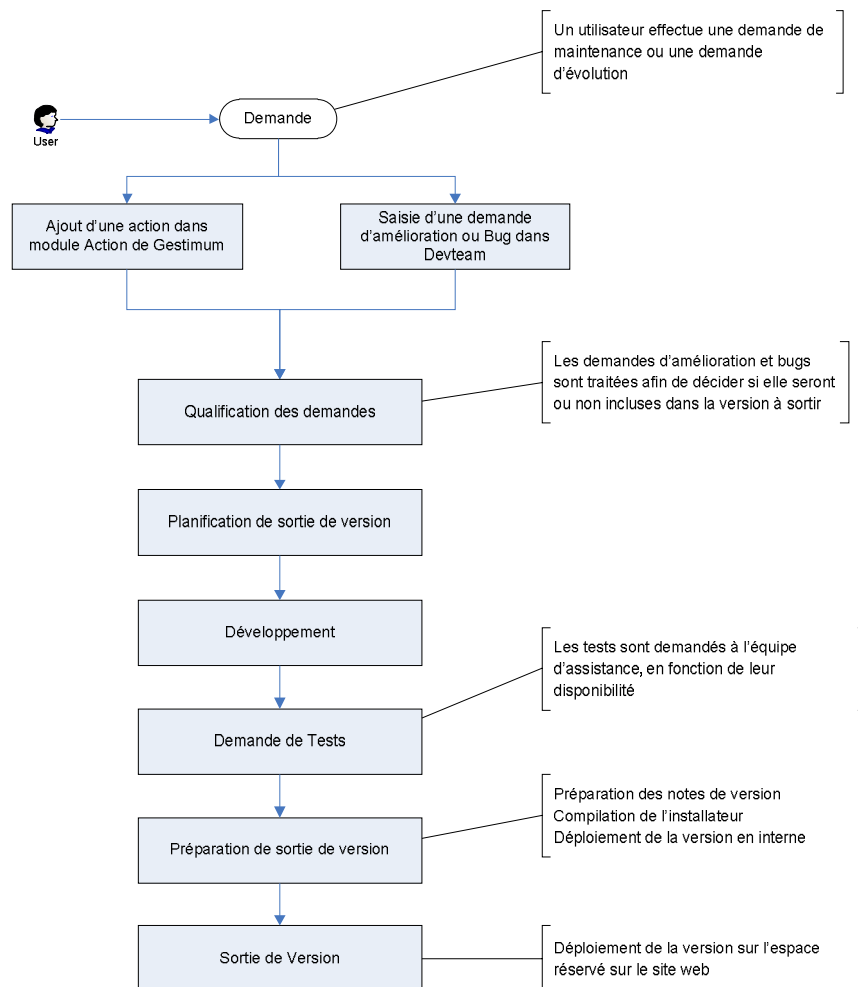 Un utilisateur effectue une demande de
maintenance ou une demande
d'évolution
Demande
User
Ajout d'une action dans
module Action de Gestimum
Saisie d'une demande
d'amélioration ou Bug dans
Devteam
Les demandes d'amélioration et bugs
sont traitées afin de décider si elle seront
ou non incluses dans la version à sortir
Qualification des demandes
Planification de sortie de version
Développement
Les tests sont demandés à l'équipe
d'assistance, en fonction de leur
disponibilité
Demande de Tests
Préparation des notes de version
Compilation de l'installateur
Déploiement de la version en interne
Préparation de sortie de version
Sortie de Version
Déploiement de la version sur l'espace
réservé sur le site web